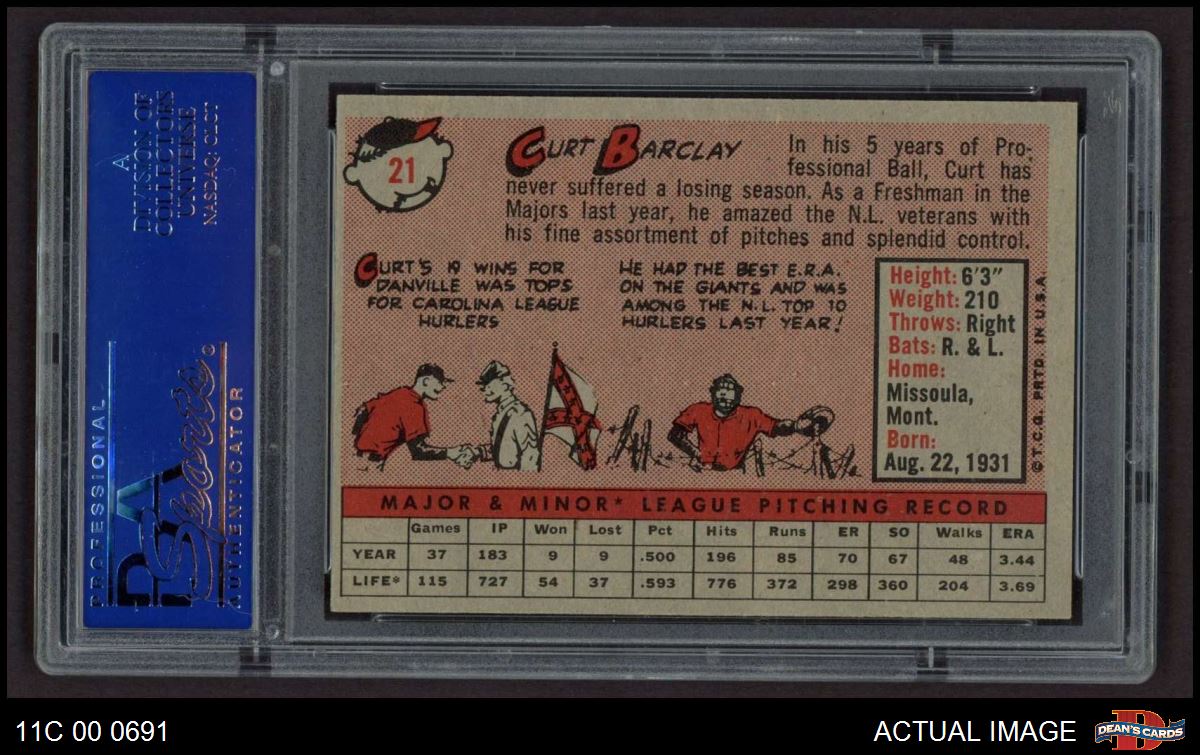 A
DIVISION OF
COLLECTORS
UNIVERSE
NASDAQ: CLCT
PROFESSIONAL
PSA
Sports
AUTHENTICATOR
21
CURT BARCLAY
In his 5 years of Pro-
fessional Ball, Curt has
never suffered a losing season. As a Freshman in the
Majors last year, he amazed the N.L. veterans with
his fine assortment of pitches and splendid control.
CURT'S 19 WINS FOR
DANVILLE WAS TOPS
FOR CAROLINA LEAGUE
HURLERS
HE HAD THE BEST E.R.A.
ON THE GIANTS AND WAS
AMONG THE N.L. TOP 10
HURLERS LAST YEAR!
Height: 6'3"
Weight: 210
Throws: Right
Bats: R. & L.
Home:
Missoula,
Mont.
Born:
Aug. 22, 1931
©T.C.G. PRTD. IN U.S.A.
MAJOR & MINOR* LEAGUE PITCHING RECORD
Games IP Won Lost Pct Hits Runs ER SO Walks ERA
YEAR 37 183 9 9 .500 196 85 70 67 48 3.44
LIFE* 115 727 54 37 .593 776 372 298 360 204 3.69
11C 00 0691
ACTUAL IMAGE
D
DEAN'S CARDS